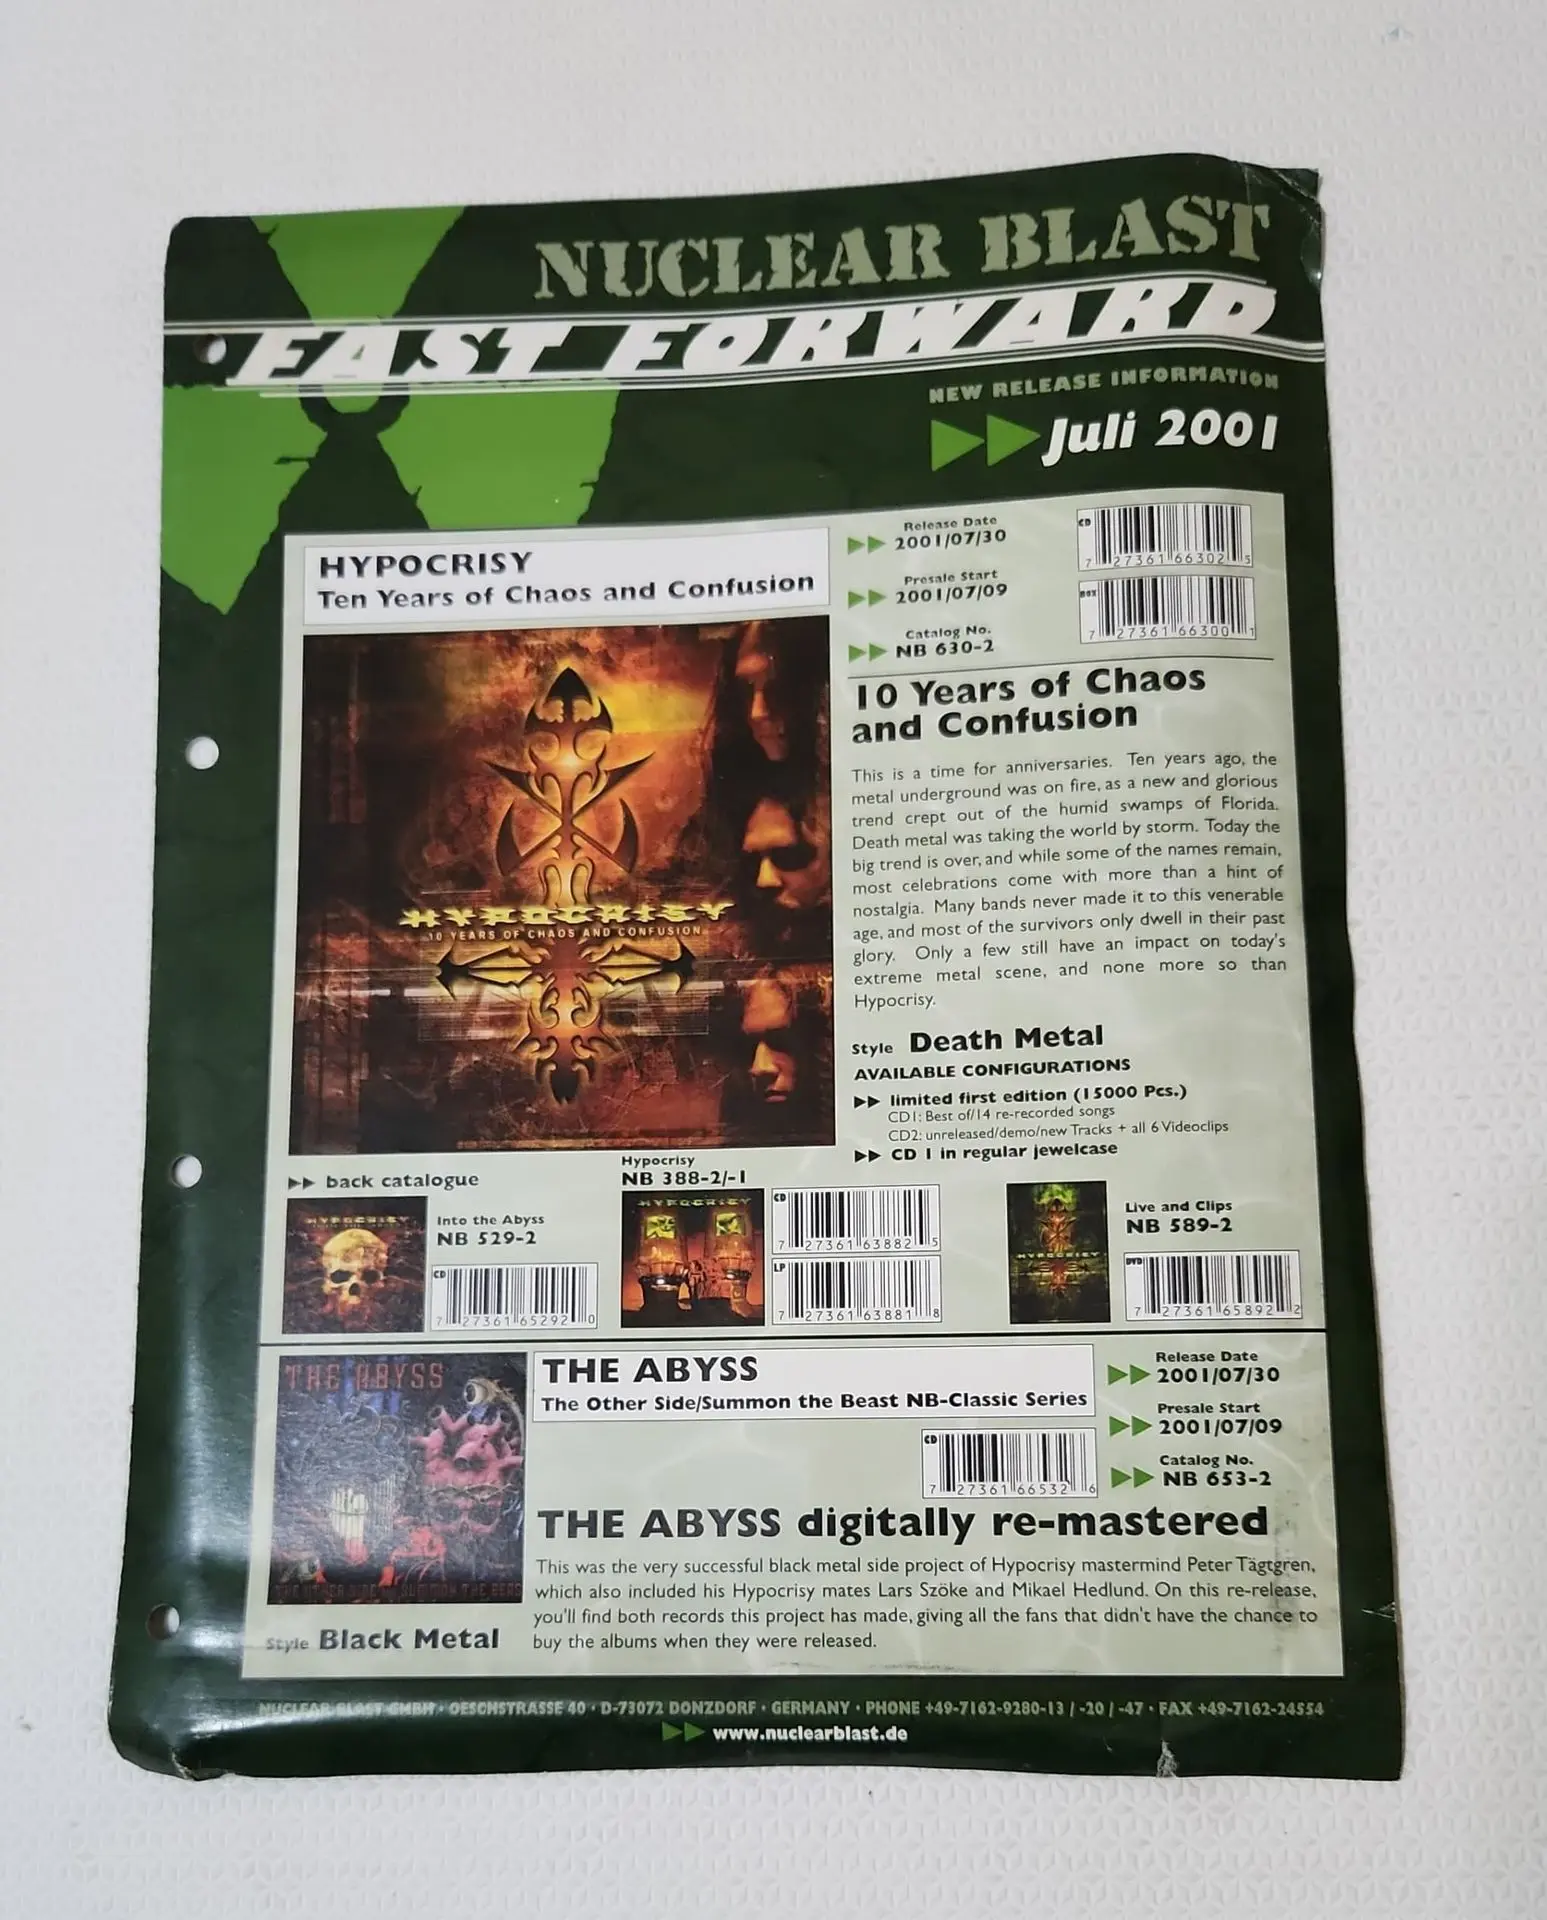 NUCLEAR BLAST
FAST FORWARD
NEW RELEASE INFORMATION
Juli 2001
HYPOCRISY
Ten Years of Chaos and Confusion
Release Date
2001/07/30
Presale Start
2001/07/09
Catalog No.
NB 630-2
CD
7 27361 66302 5
BOX
7 27361 66300 1
HYPOCRISY
10 YEARS OF CHAOS AND CONFUSION
10 Years of Chaos
and Confusion
This is a time for anniversaries. Ten years ago, the
metal underground was on fire, as a new and glorious
trend crept out of the humid swamps of Florida.
Death metal was taking the world by storm. Today the
big trend is over, and while some of the names remain,
most celebrations come with more than a hint of
nostalgia. Many bands never made it to this venerable
age, and most of the survivors only dwell in their past
glory. Only a few still have an impact on today's
extreme metal scene, and none more so than
Hypocrisy.
Style Death Metal
AVAILABLE CONFIGURATIONS
limited first edition (15000 Pcs.)
CD1: Best of/14 re-recorded songs
CD2: unreleased/demo/new Tracks + all 6 Videoclips
CD 1 in regular jewelcase
back catalogue
HYPOCRISY
Into the Abyss
NB 529-2
CD
7 27361 65292 0
Hypocrisy
NB 388-2/-1
HYPOCRISY
CD
7 27361 63882 5
LP
7 27361 63881 8
HYPOCRISY
Live and Clips
NB 589-2
DVD
7 27361 65892 2
THE ABYSS
THE OTHER SIDE SUMMON THE BEAST
THE ABYSS
The Other Side/Summon the Beast NB-Classic Series
CD
7 27361 66532 6
Release Date
2001/07/30
Presale Start
2001/07/09
Catalog No.
NB 653-2
THE ABYSS digitally re-mastered
This was the very successful black metal side project of Hypocrisy mastermind Peter Tägtgren,
which also included his Hypocrisy mates Lars Szöke and Mikael Hedlund. On this re-release,
you'll find both records this project has made, giving all the fans that didn't have the chance to
buy the albums when they were released.
Style Black Metal
NUCLEAR BLAST GMBH · OESCHSTRASSE 40 · D-73072 DONZDORF · GERMANY · PHONE +49-7162-9280-13 / -20 / -47 · FAX +49-7162-24554
www.nuclearblast.de